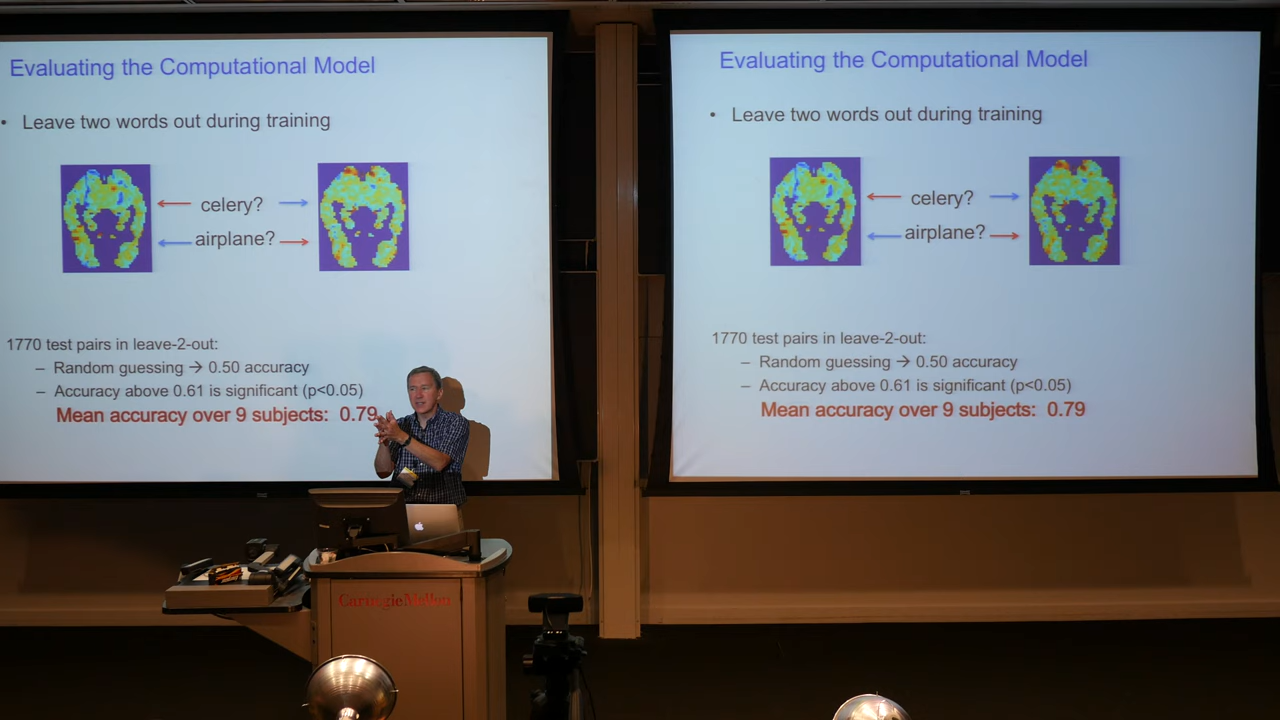 Evaluating the Computational Model
• Leave two words out during training
celery?
airplane?
1770 test pairs in leave-2-out:
– Random guessing → 0.50 accuracy
– Accuracy above 0.61 is significant (p<0.05)
Mean accuracy over 9 subjects: 0.79
Evaluating the Computational Model
• Leave two words out during training
celery?
airplane?
1770 test pairs in leave-2-out:
– Random guessing → 0.50 accuracy
– Accuracy above 0.61 is significant (p<0.05)
Mean accuracy over 9 subjects: 0.79
Carnegie Mellon